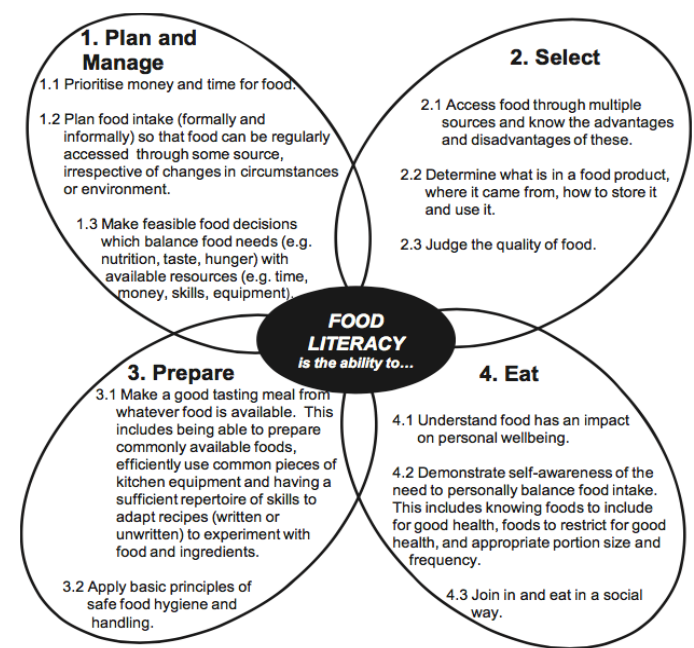 1. Plan and
Manage
1.1 Prioritise money and time for food.
1.2 Plan food intake (formally and
informally) so that food can be regularly
accessed through some source,
irrespective of changes in circumstances
or environment.
1.3 Make feasible food decisions
which balance food needs (e.g.
nutrition, taste, hunger) with
available resources (e.g. time,
money, skills, equipment).
2. Select
2.1 Access food through multiple
sources and know the advantages
and disadvantages of these.
2.2 Determine what is in a food product,
where it came from, how to store it
and use it.
2.3 Judge the quality of food.
FOOD
LITERACY
is the ability to...
3. Prepare
3.1 Make a good tasting meal from
whatever food is available. This
includes being able to prepare
commonly available foods,
efficiently use common pieces of
kitchen equipment and having a
sufficient repertoire of skills to
adapt recipes (written or
unwritten) to experiment with
food and ingredients.
3.2 Apply basic principles of
safe food hygiene and
handling.
4. Eat
4.1 Understand food has an impact
on personal wellbeing.
4.2 Demonstrate self-awareness of the
need to personally balance food intake.
This includes knowing foods to include
for good health, foods to restrict for good
health, and appropriate portion size and
frequency.
4.3 Join in and eat in a social
way.